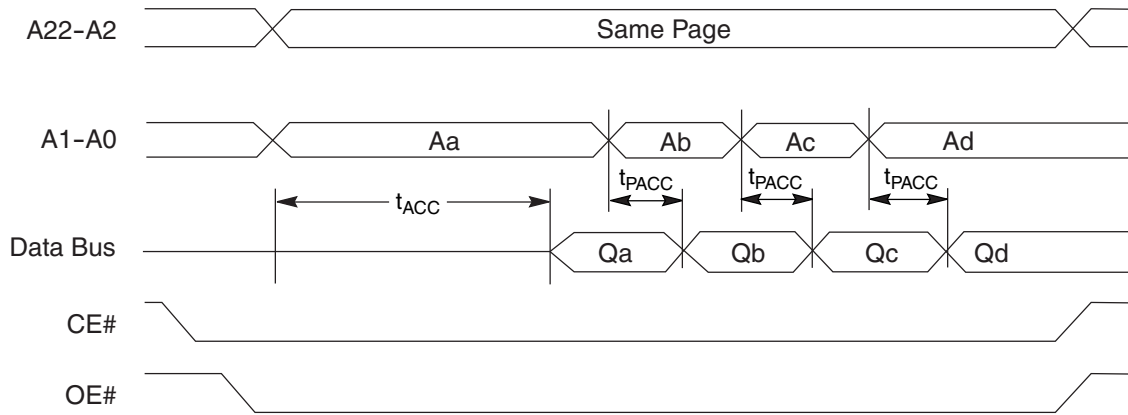 A22–A2 Same Page
A1–A0 Aa Ab Ac Ad
tACC tPACC tPACC tPACC
Data Bus Qa Qb Qc Qd
CE#
OE#